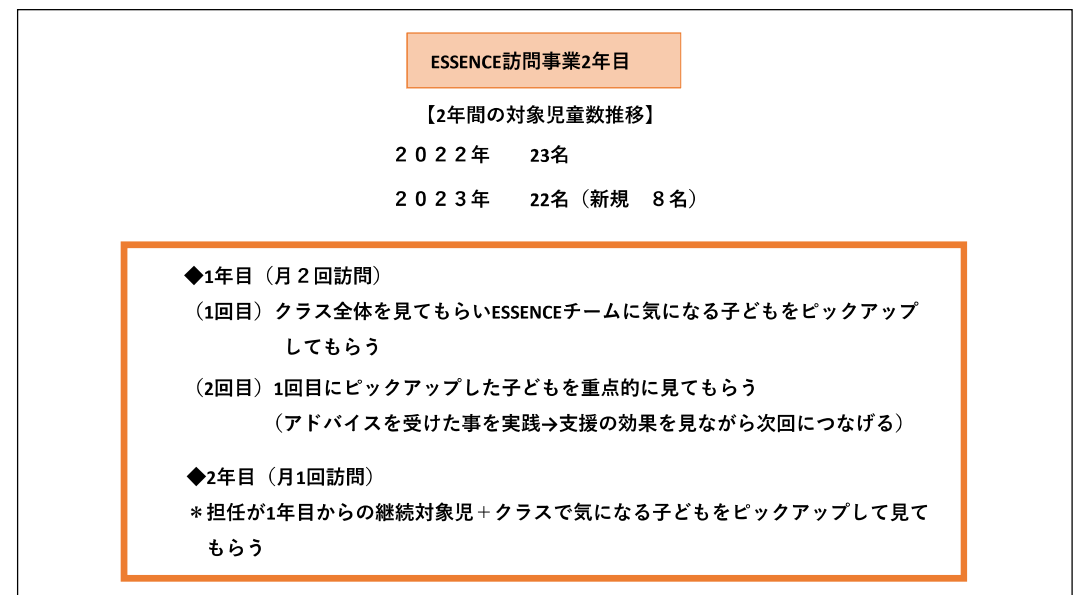 ESSENCE訪問事業2年目
【2年間の対象児童数推移】
２０２２年　　23名
２０２３年　　22名（新規　８名）
◆1年目（月２回訪問）
（1回目）クラス全体を見てもらいESSENCEチームに気になる子どもをピックアップ
してもらう
（2回目）1回目にピックアップした子どもを重点的に見てもらう
（アドバイスを受けた事を実践→支援の効果を見ながら次回につなげる）
◆2年目（月1回訪問）
＊担任が1年目からの継続対象児＋クラスで気になる子どもをピックアップして見て
もらう